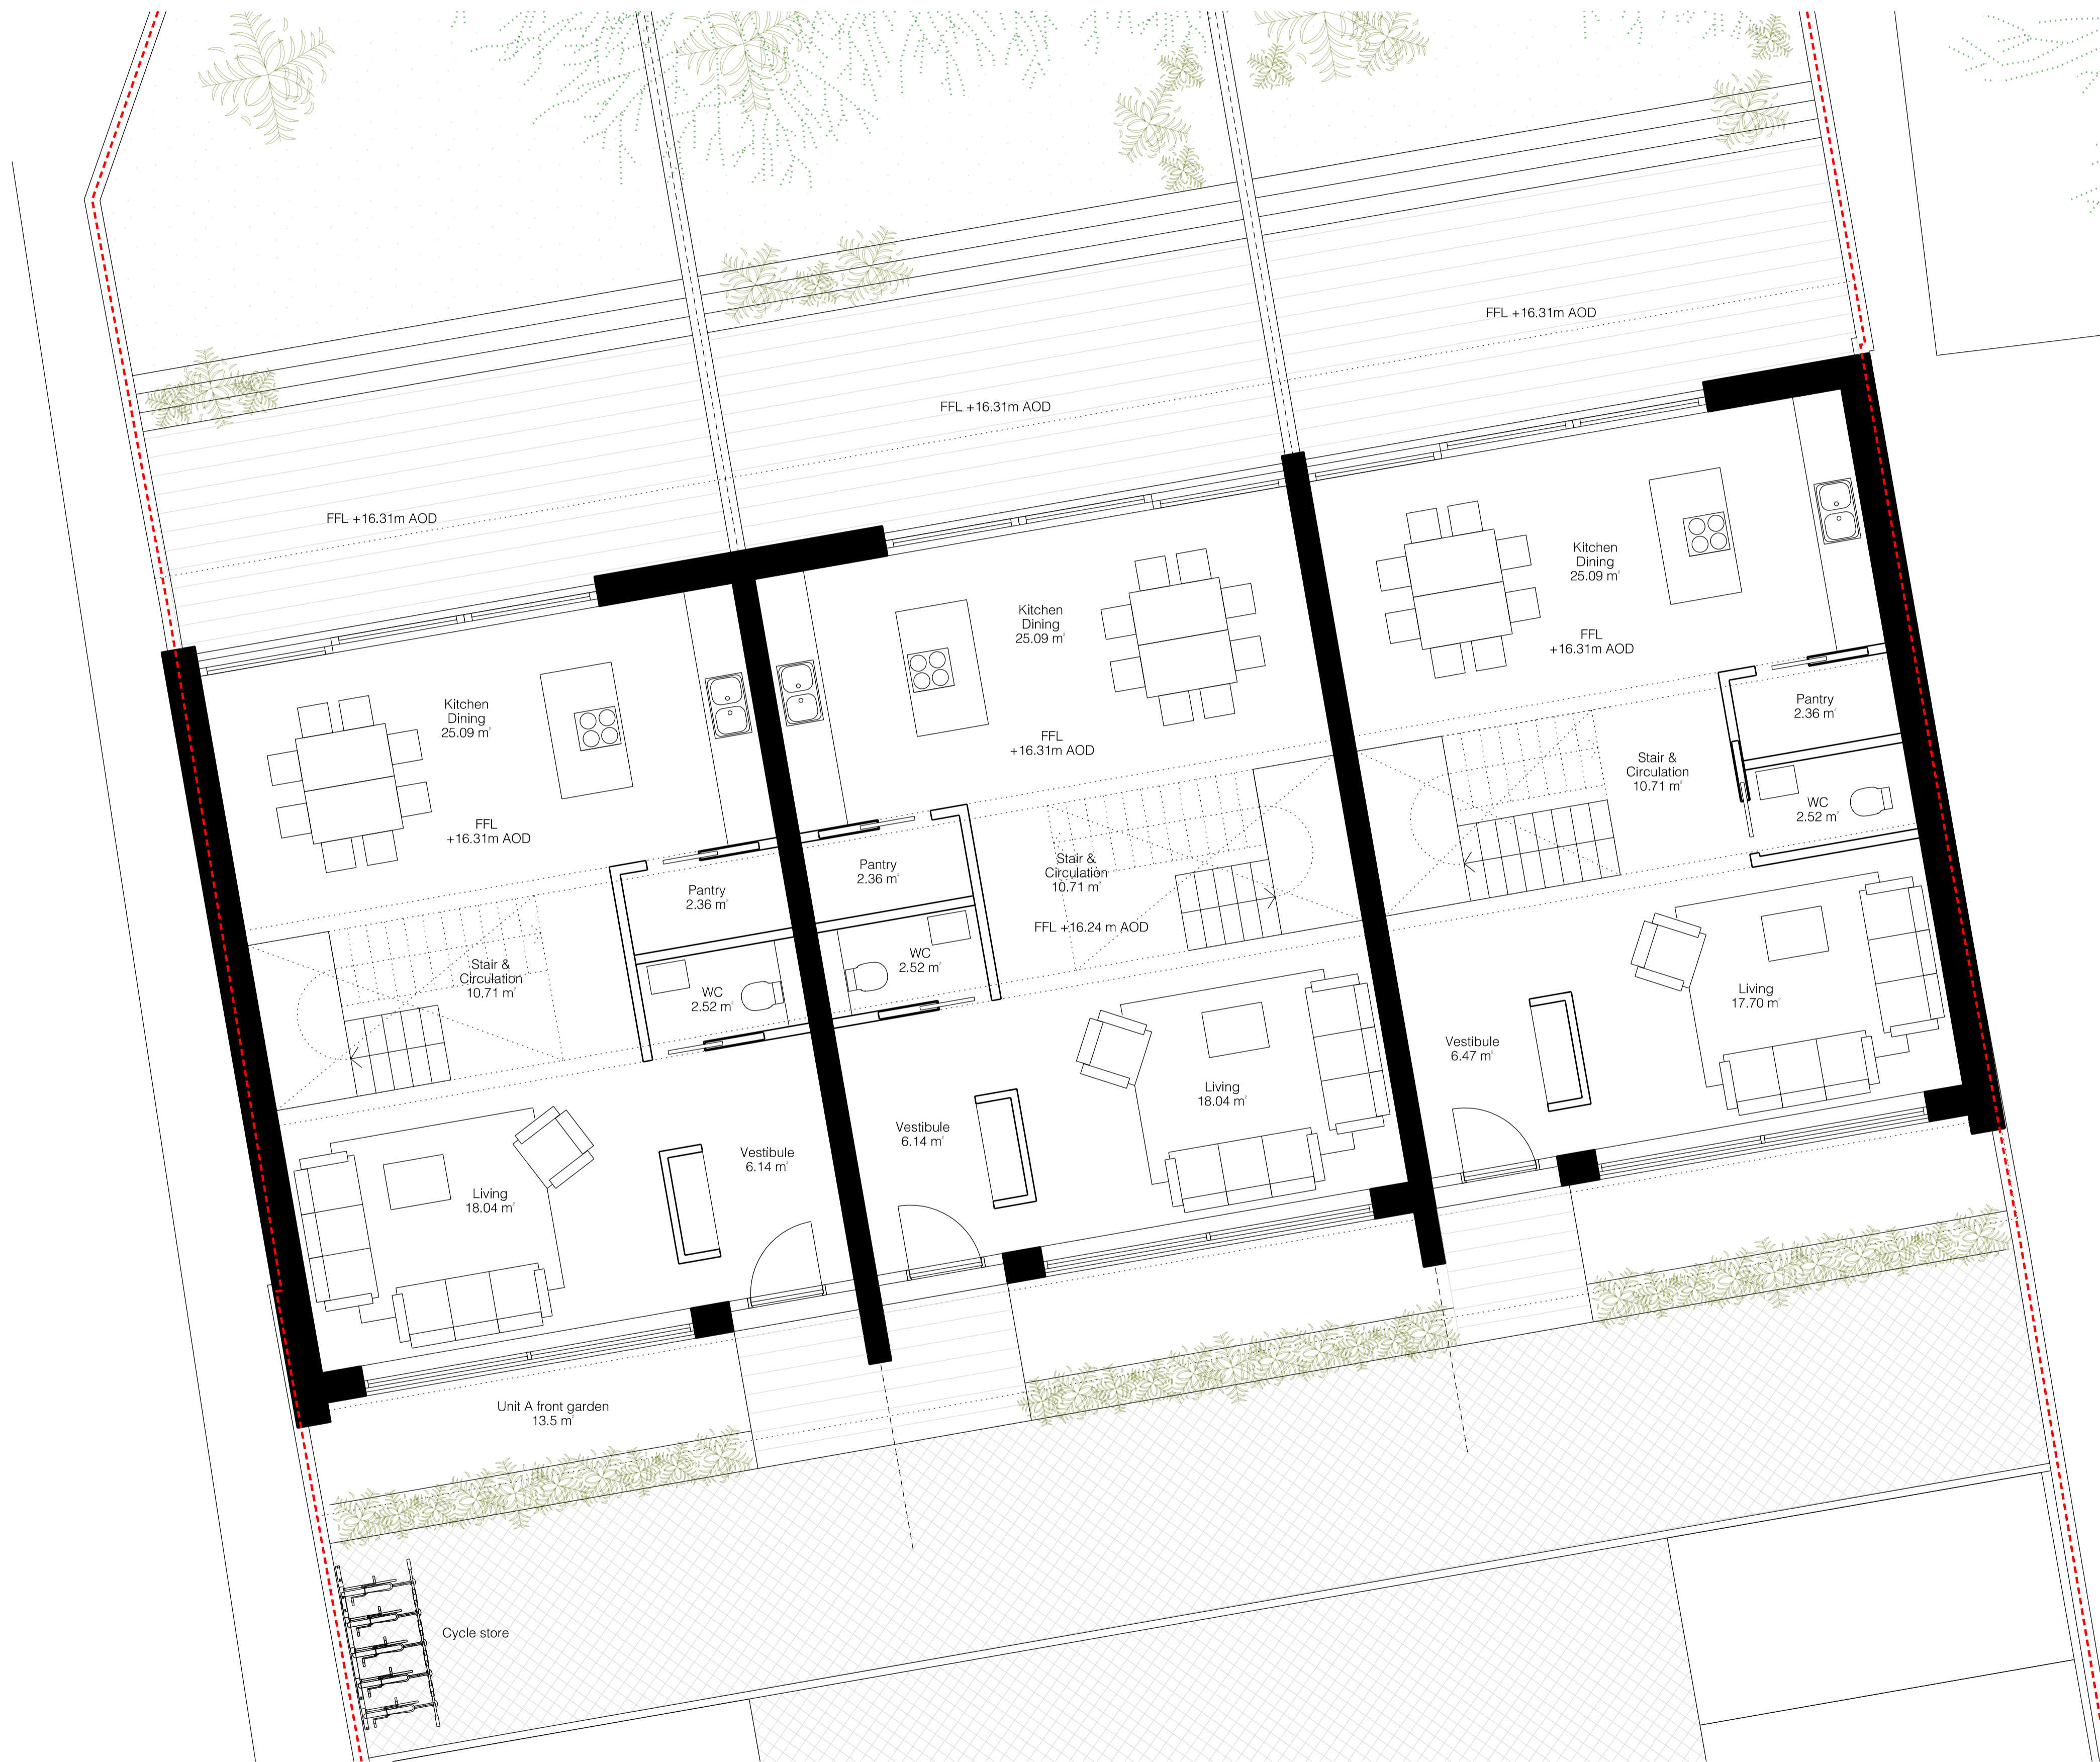 FFL +16.31m AOD
FFL +16.31m AOD
FFL +16.31m AOD
Kitchen
Dining
25.09 m²
FFL
+16.31m AOD
Kitchen
Dining
25.09 m²
FFL
+16.31m AOD
Kitchen
Dining
25.09 m²
FFL
+16.31m AOD
Pantry
2.36 m²
Stair &
Circulation
10.71 m²
WC
2.52 m²
Pantry
2.36 m²
Stair &
Circulation
10.71 m²
FFL +16.24 m AOD
Pantry
2.36 m²
WC
2.52 m²
Stair &
Circulation
10.71 m²
WC
2.52 m²
Living
17.70 m²
Vestibule
6.47 m²
Living
18.04 m²
Vestibule
6.14 m²
Vestibule
6.14 m²
Living
18.04 m²
Unit A front garden
13.5 m²
Cycle store